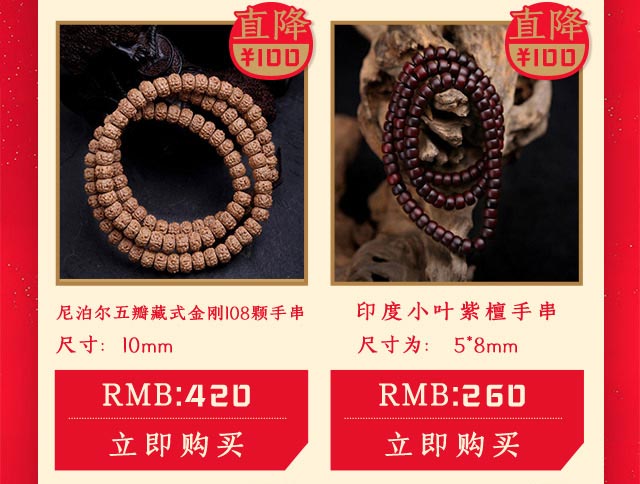 直降
¥100
直降
¥100
尼泊尔五瓣藏式金刚108颗手串
尺寸: 10mm
印度小叶紫檀手串
尺寸为: 5*8mm
RMB:420
立即购买
RMB:260
立即购买